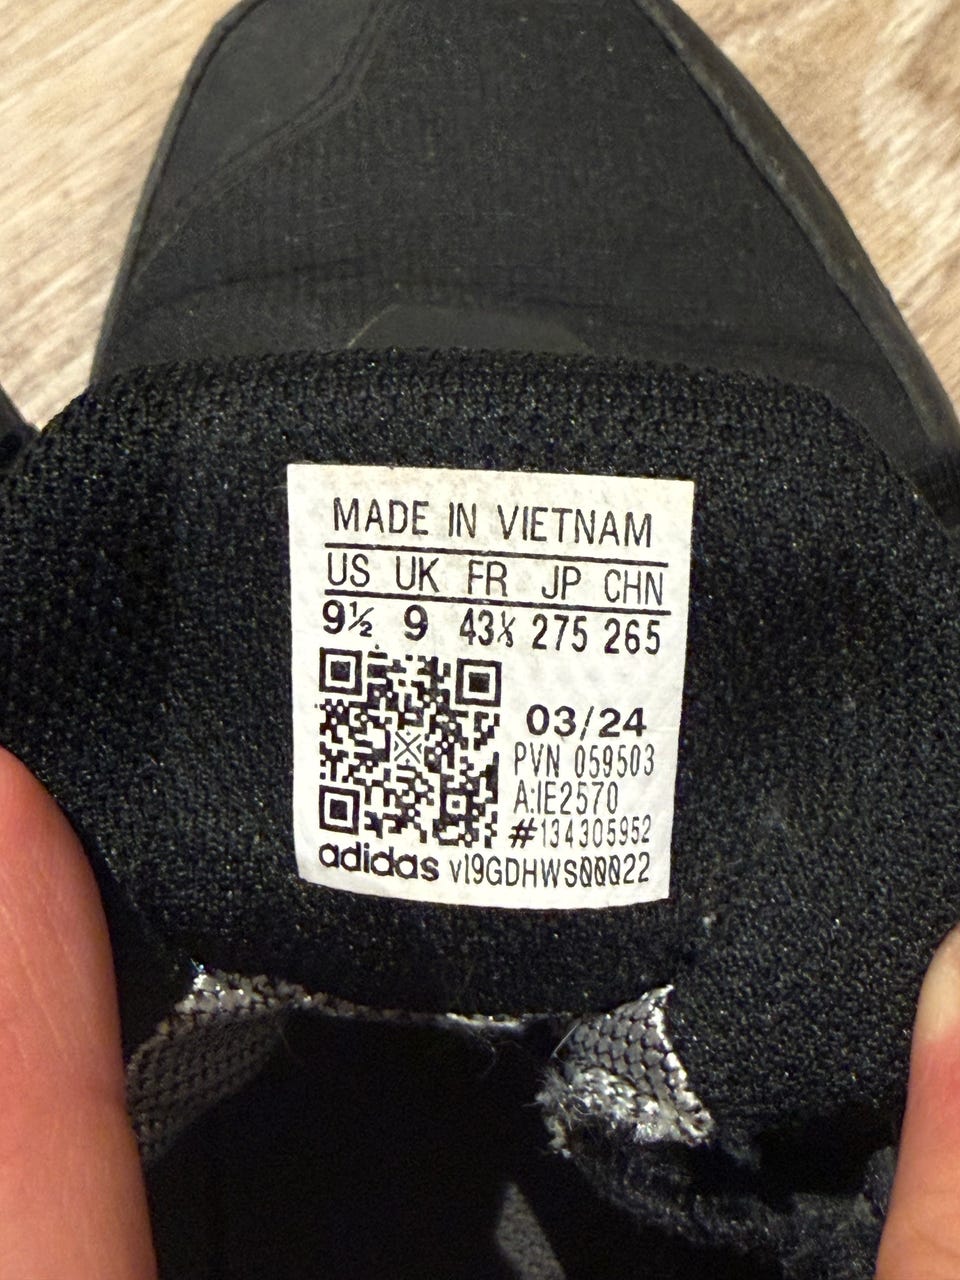 MADE IN VIETNAM
US UK FR JP CHN
9½ 9 43⅓ 275 265
03/24
PVN 059503
A:IE2570
#134305952
adidas vI9GDHWS00022